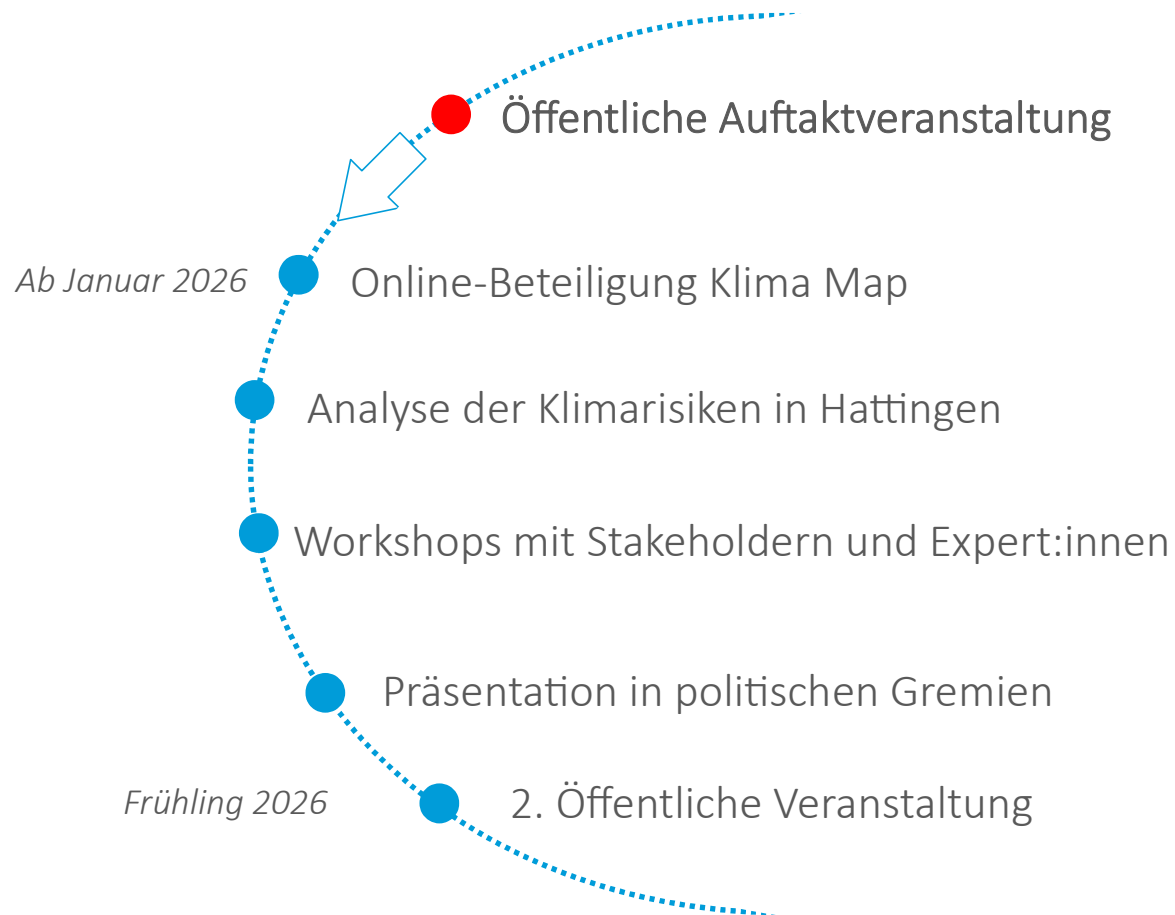 Öffentliche Auftaktveranstaltung
Ab Januar 2026
Online-Beteiligung Klima Map
Analyse der Klimarisiken in Hattingen
Workshops mit Stakeholdern und Expert:innen
Präsentation in politischen Gremien
Frühling 2026
2. Öffentliche Veranstaltung